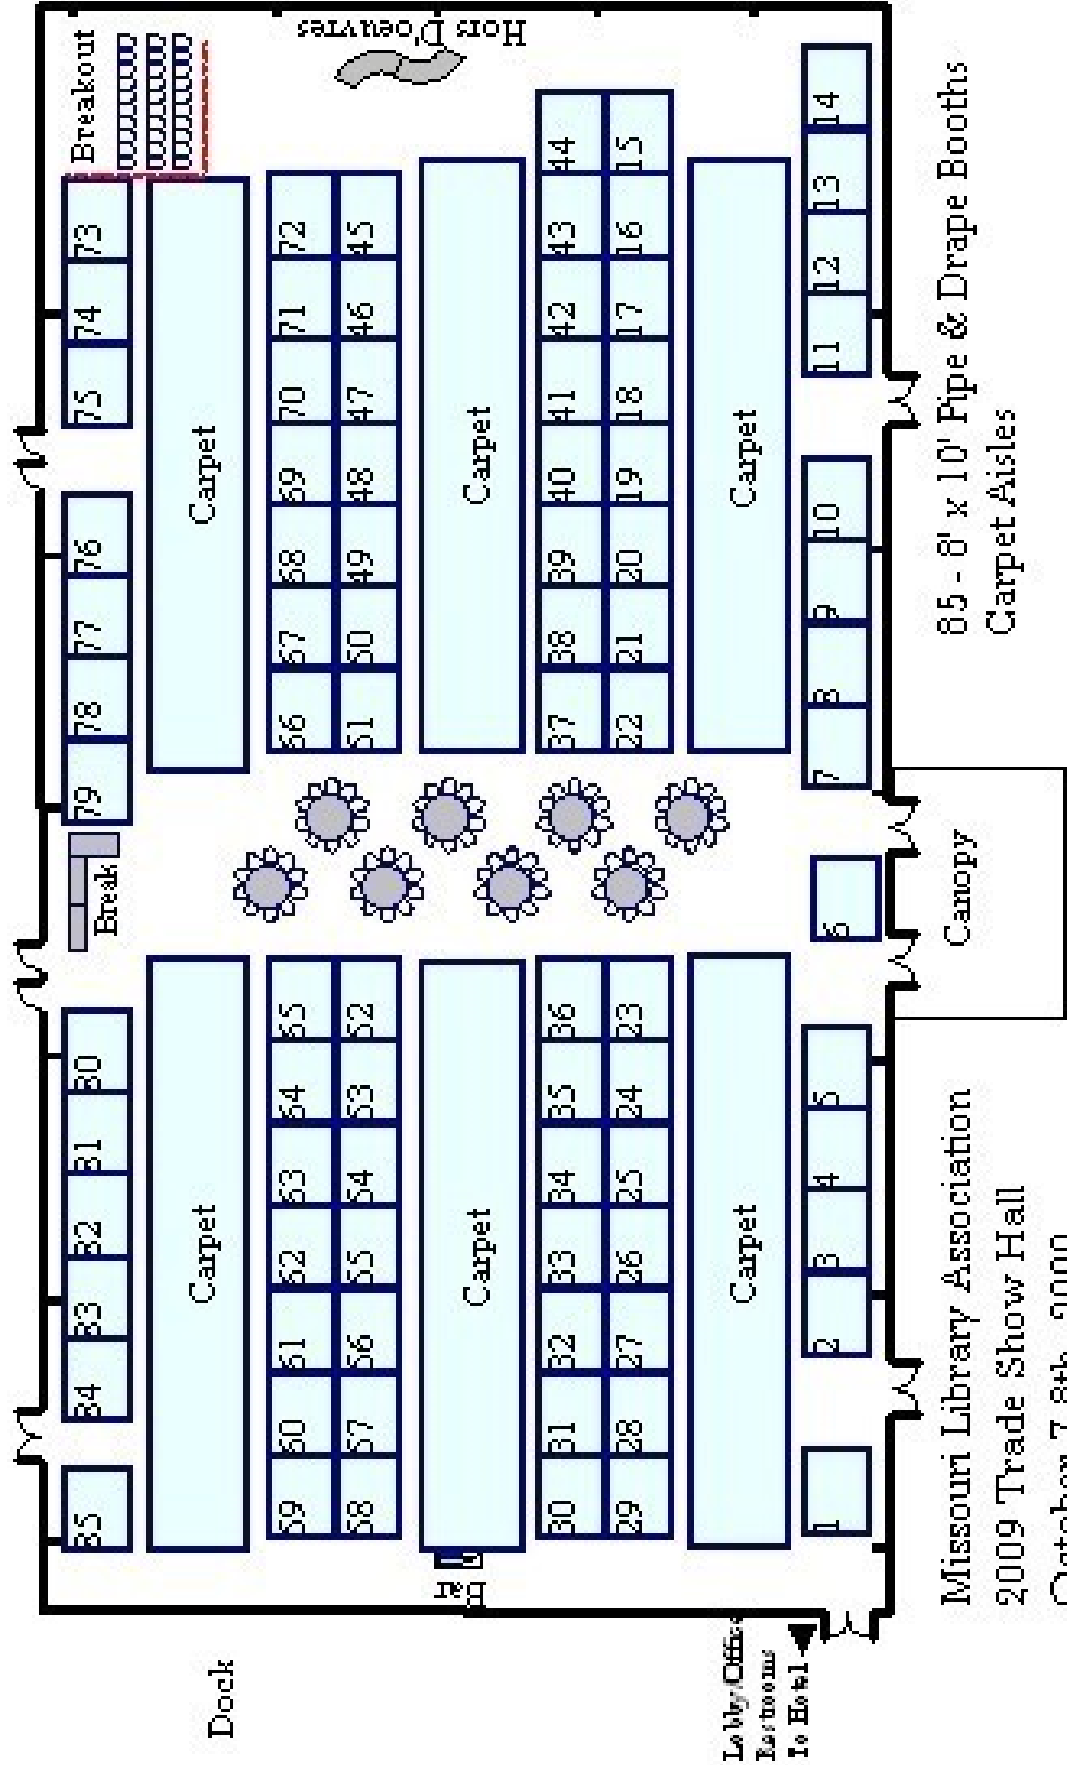 85 84 83 82 81 80
Break
79 78 77 76
75 74 73
Breakout
Dock
Carpet
Carpet
59 60 61 62 63 64 65
66 67 68 69 70 71 72
58 57 56 55 54 53 52
51 50 49 48 47 46 45
Hors D'oeuvres
Bar
Carpet
Carpet
30 31 32 33 34 35 36
37 38 39 40 41 42 43 44
29 28 27 26 25 24 23
22 21 20 19 18 17 16 15
Carpet
Carpet
Lobby/Office
Restrooms
To Hotel
1 2 3 4 5 6 7 8 9 10 11 12 13 14
Canopy
Missouri Library Association
2009 Trade Show Hall
85 - 8' x 10' Pipe & Drape Booths
Carpet Aisles